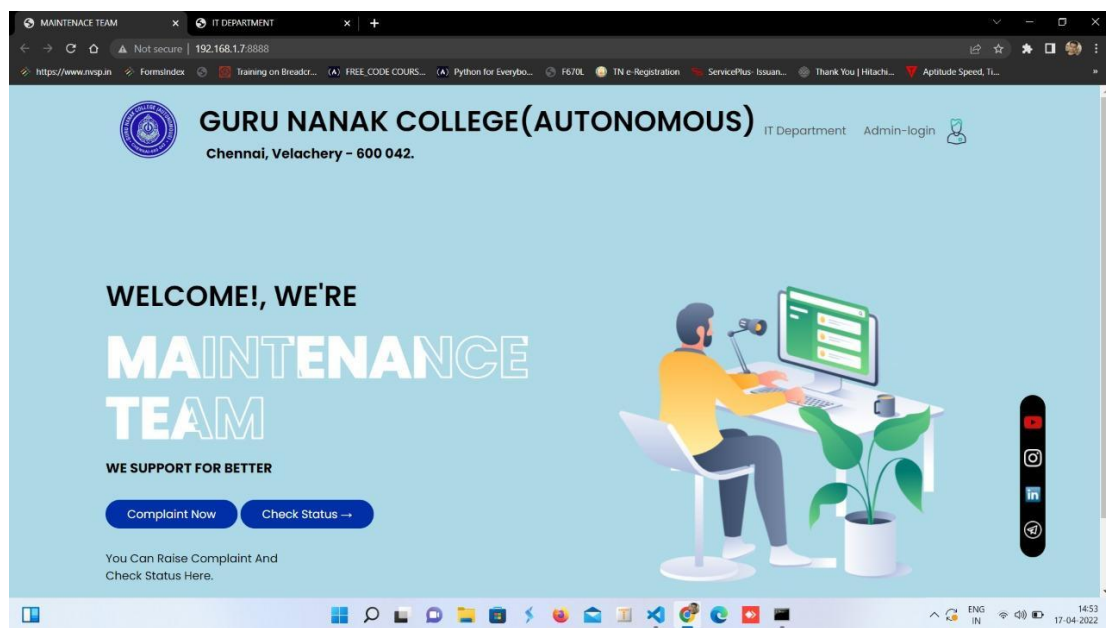 MAINTENACE TEAM
IT DEPARTMENT
Not secure | 192.168.1.7:8888
https://www.nvsp.in FormsIndex Training on Breadcr... FREE_CODE COURS... Python for Everybo... F670L TN e-Registration ServicePlus- Issuan... Thank You | Hitachi... Aptitude Speed, Ti... »
GURU NANAK COLLEGE(AUTONOMOUS)
Chennai, Velachery - 600 042.
IT Department Admin-login
WELCOME!, WE'RE
MAINTENANCE
TEAM
WE SUPPORT FOR BETTER
Complaint Now Check Status →
You Can Raise Complaint And
Check Status Here.
in
ENG
IN
14:53
17-04-2022